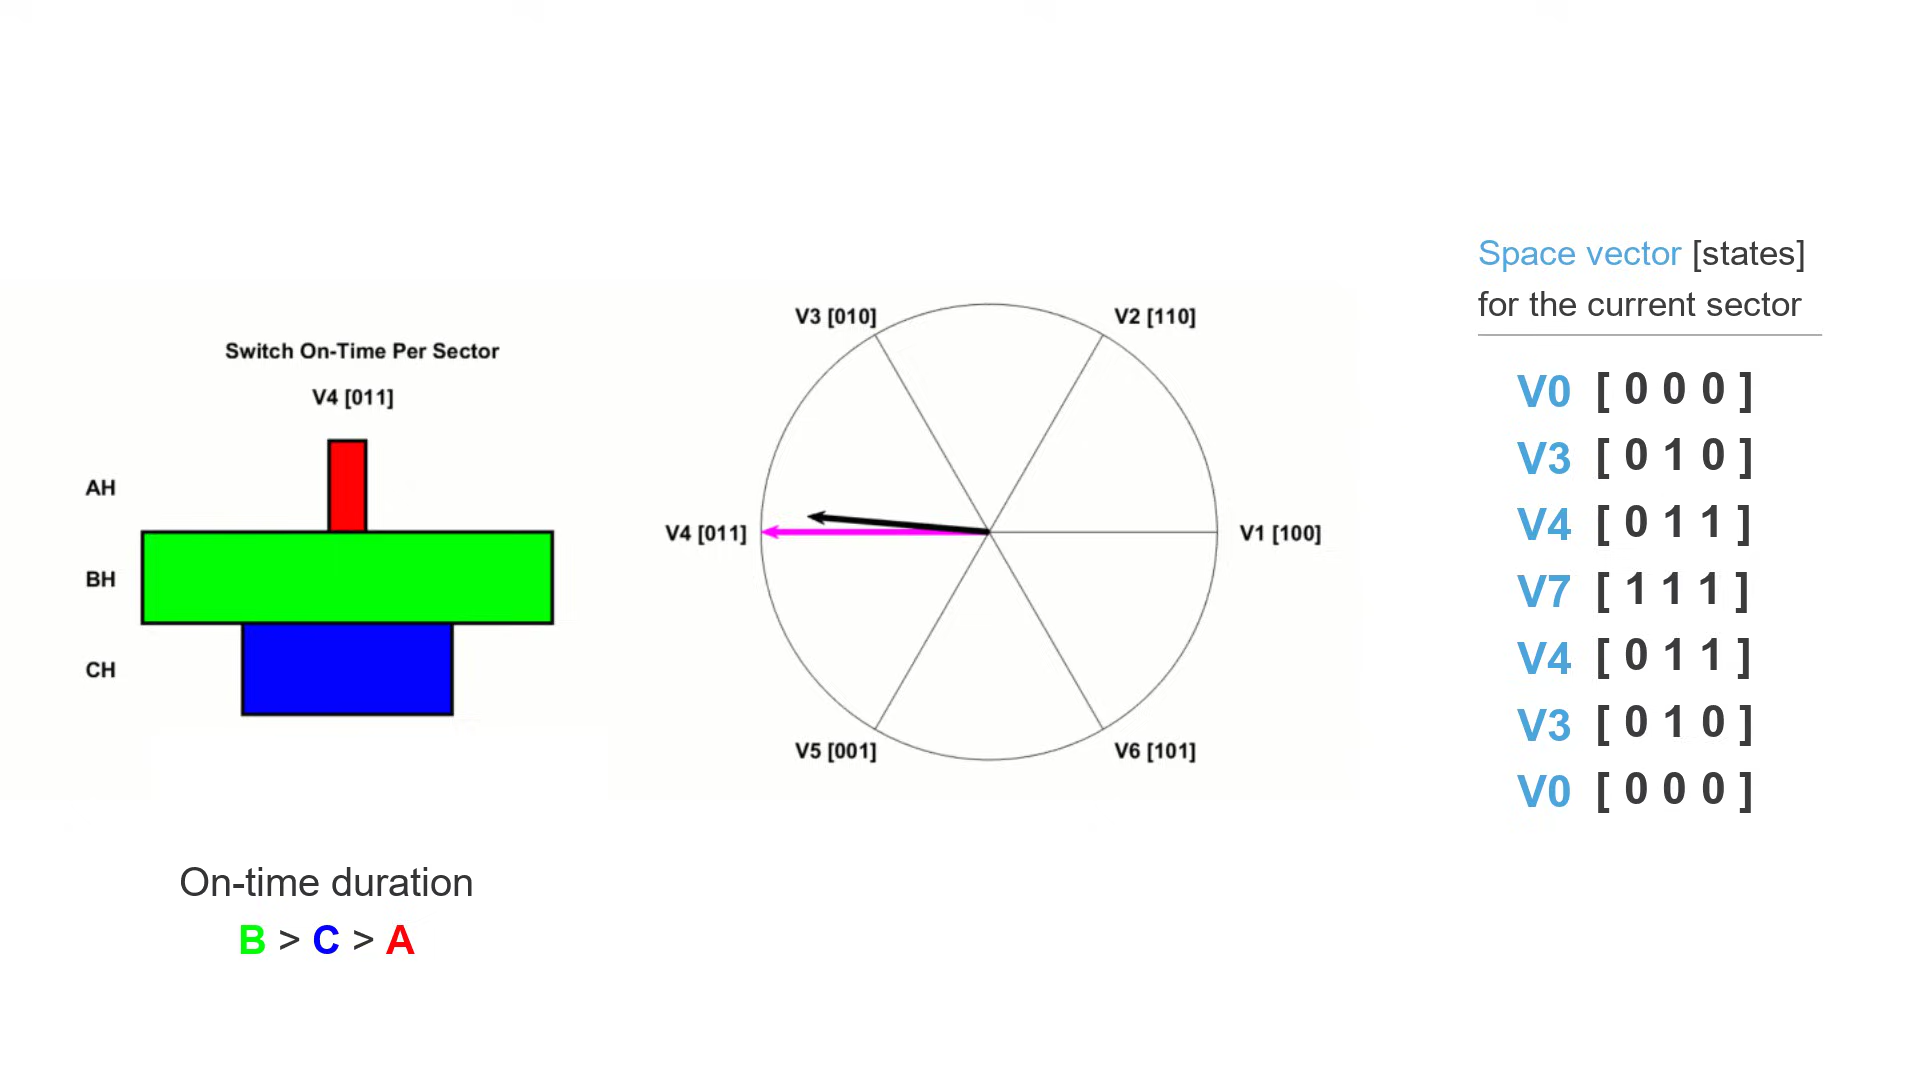 Switch On-Time Per Sector
V4 [011]
AH
BH
CH
On-time duration
B > C > A
V3 [010]
V2 [110]
V4 [011]
V1 [100]
V5 [001]
V6 [101]
Space vector [states]
for the current sector
V0 [ 0 0 0 ]
V3 [ 0 1 0 ]
V4 [ 0 1 1 ]
V7 [ 1 1 1 ]
V4 [ 0 1 1 ]
V3 [ 0 1 0 ]
V0 [ 0 0 0 ]